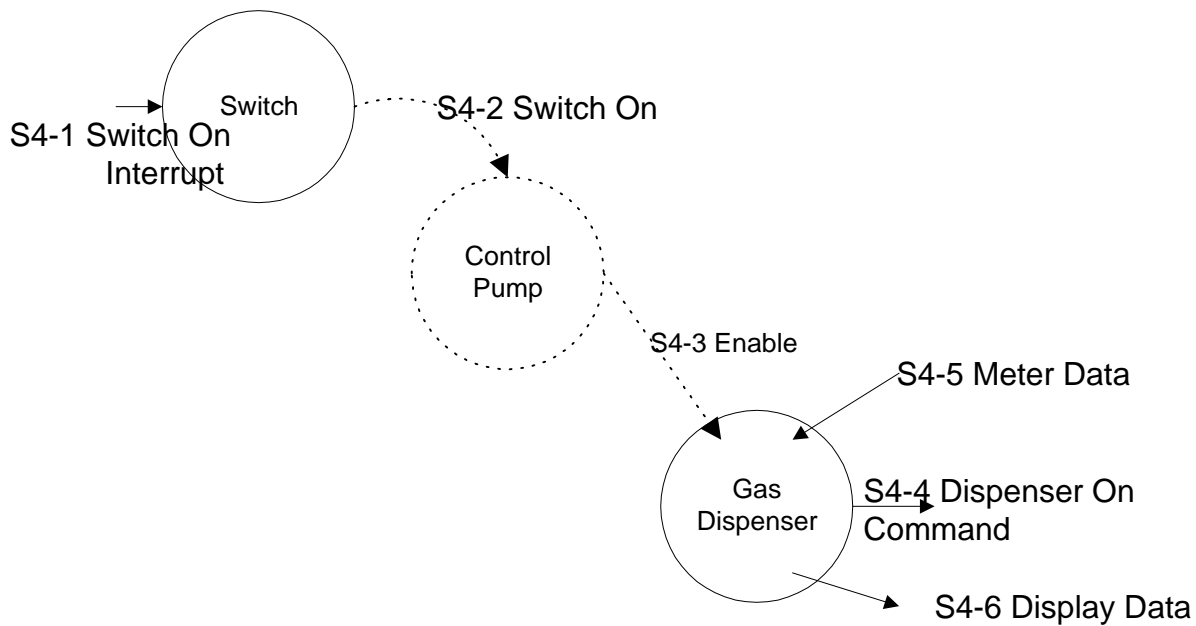 Switch
S4-1 Switch On
Interrupt
S4-2 Switch On
Control
Pump
S4-3 Enable
S4-5 Meter Data
Gas
Dispenser
S4-4 Dispenser On
Command
S4-6 Display Data